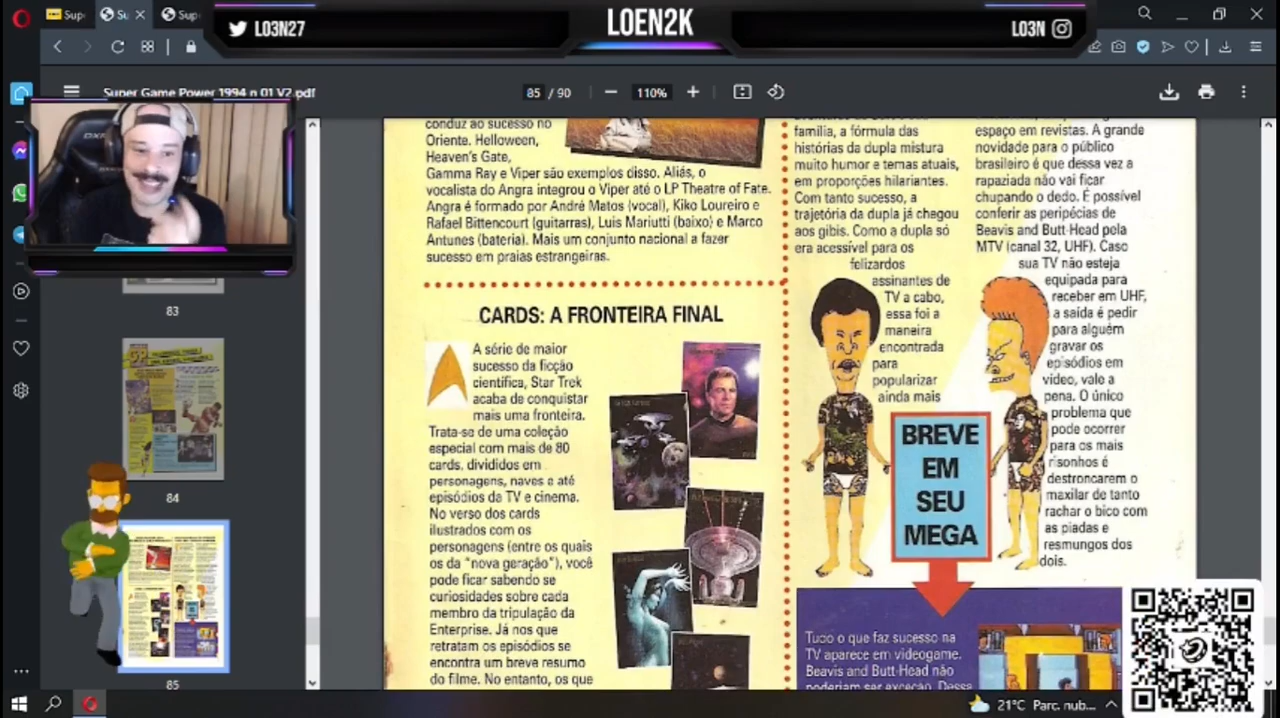 Sup
Su
Sup
LO3N27
LOEN2K
LO3N
Super Game Power 1994 n 01 V2.pdf
85 / 90
110%
83
84
85
conduz ao sucesso no
Oriente. Helloween,
Heaven's Gate,
Gamma Ray e Viper são exemplos disso. Aliás, o
vocalista do Angra integrou o Viper até o LP Theatre of Fate.
Angra é formado por André Matos (vocal), Kiko Loureiro e
Rafael Bittencourt (guitarras), Luis Mariutti (baixo) e Marco
Antunes (bateria). Mais um conjunto nacional a fazer
sucesso em praias estrangeiras.
CARDS: A FRONTEIRA FINAL
A série de maior
sucesso da ficção
científica, Star Trek
acaba de conquistar
mais uma fronteira.
Trata-se de uma coleção
especial com mais de 80
cards, divididos em
personagens, naves e até
episódios da TV e cinema.
No verso dos cards
ilustrados com os
personagens (entre os quais
os da "nova geração"), você
pode ficar sabendo se
curiosidades sobre cada
membro da tripulação da
Enterprise. Já nos que
retratam os episódios se
encontra um breve resumo
do filme. No entanto, os que
família, a fórmula das
histórias da dupla mistura
muito humor e temas atuais,
em proporções hilariantes.
Com tanto sucesso, a
trajetória da dupla já chegou
aos gibis. Como a dupla só
era acessível para os
felizardos
assinantes de
TV a cabo,
essa foi a
maneira
encontrada
para
popularizar
ainda mais
espaço em revistas. A grande
novidade para o público
brasileiro é que dessa vez a
rapaziada não vai ficar
chupando o dedo. É possível
conferir as peripécias de
Beavis and Butt-Head pela
MTV (canal 32, UHF). Caso
sua TV não esteja
equipada para
receber em UHF,
a saída é pedir
para alguém
gravar os
episódios em
vídeo, vale a
pena. O único
problema que
pode ocorrer
para os mais
risonhos é
destroncarem o
maxilar de tanto
rachar o bico com
as piadas e
resmungos dos
dois.
BREVE
EM
SEU
MEGA
Tudo o que faz sucesso na
TV aparece em videogame.
Beavis and Butt-Head não
poderiam ser exceção. Dessa
21°C Parc. nub...